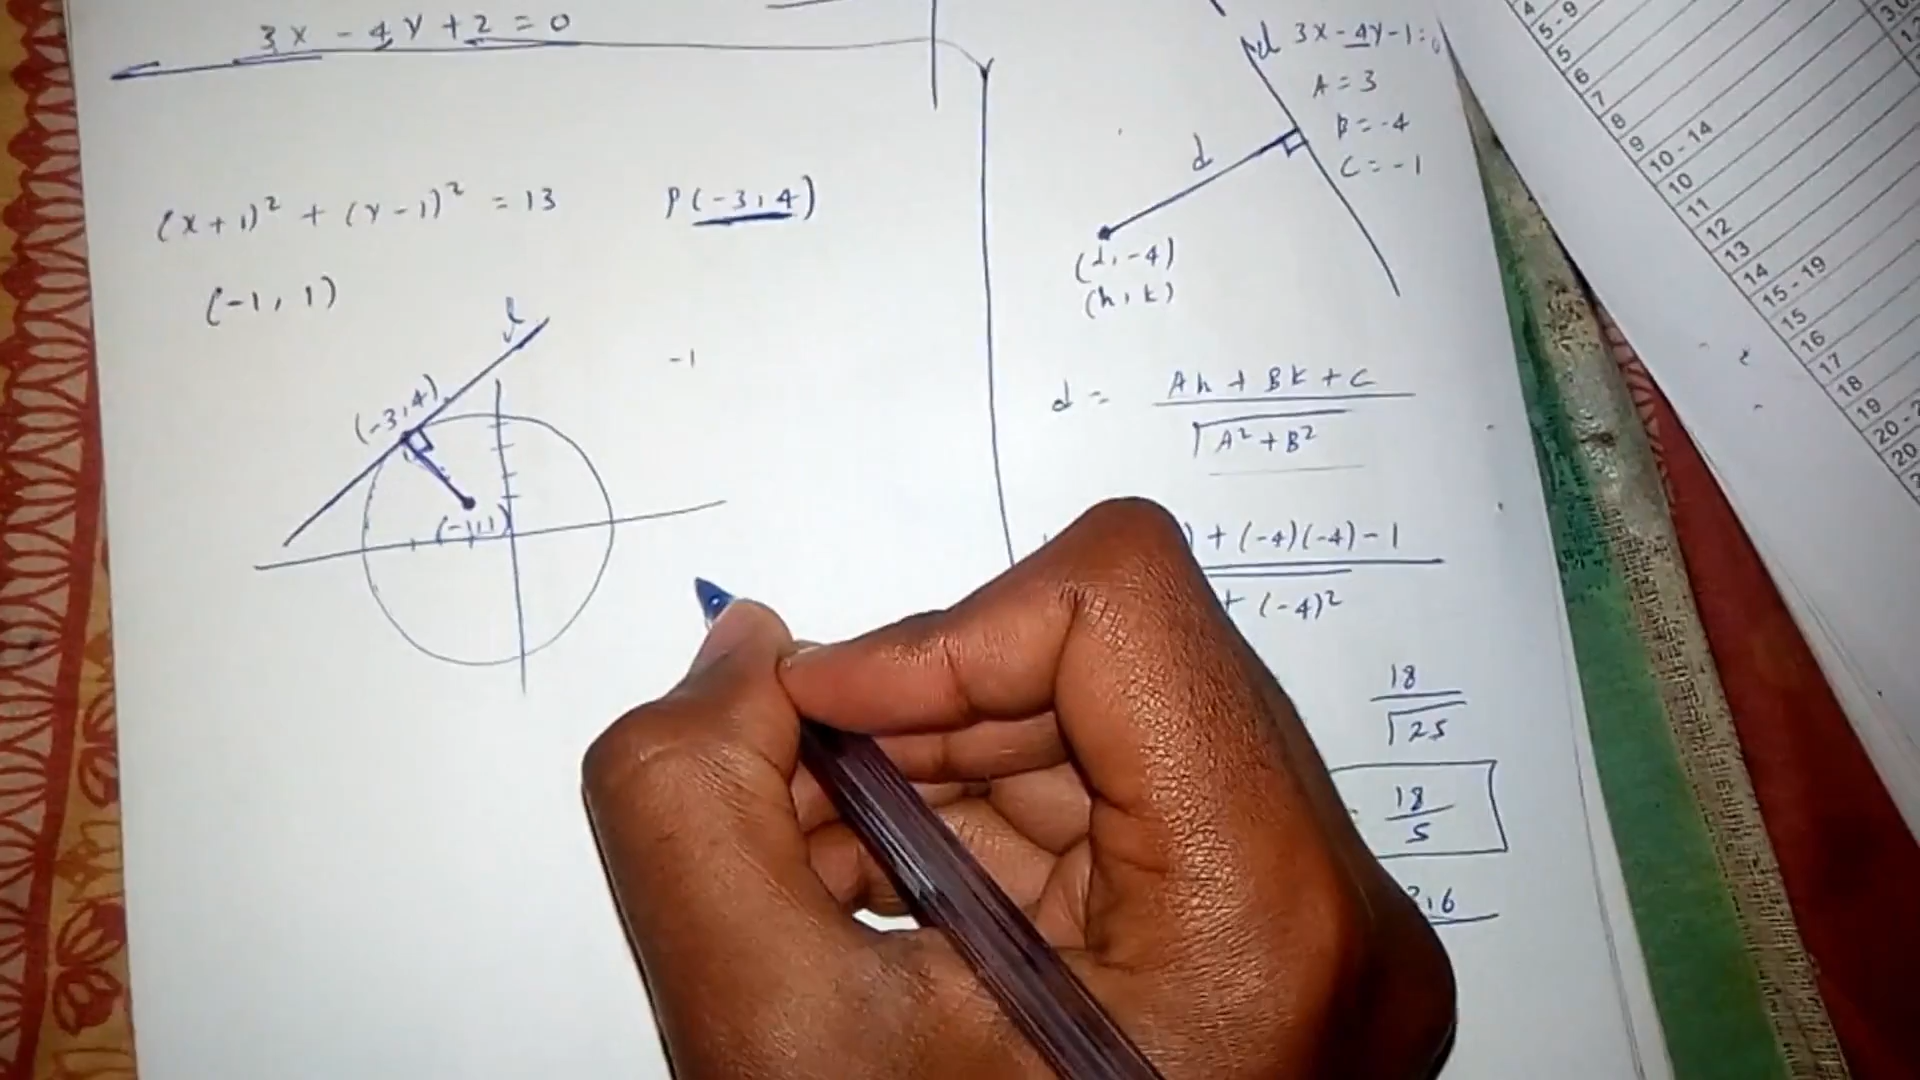 3x - 4y + 2 = 0
(x + 1)² + (y - 1)² = 13
P(-3, 4)
(-1, 1)
l
-1
(-3, 4)
(-1, 1)
3x - 4y - 1 = 0
A = 3
B = -4
C = -1
d
(h, k)
d = Ah + Bk + C
√A² + B²
+ (-4)(-4) - 1
+ (-4)²
18
√25
18
5
4
5 - 9
5
6
7
8
9
10 - 14
10
11
12
13
14
15 - 19
15
16
17
18
19
20